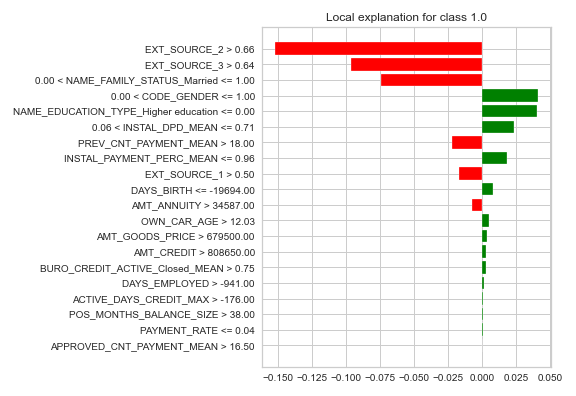 Local explanation for class 1.0
EXT_SOURCE_2 > 0.66
EXT_SOURCE_3 > 0.64
0.00 < NAME_FAMILY_STATUS_Married <= 1.00
0.00 < CODE_GENDER <= 1.00
NAME_EDUCATION_TYPE_Higher education <= 0.00
0.06 < INSTAL_DPD_MEAN <= 0.71
PREV_CNT_PAYMENT_MEAN > 18.00
INSTAL_PAYMENT_PERC_MEAN <= 0.96
EXT_SOURCE_1 > 0.50
DAYS_BIRTH <= -19694.00
AMT_ANNUITY > 34587.00
OWN_CAR_AGE > 12.03
AMT_GOODS_PRICE > 679500.00
AMT_CREDIT > 808650.00
BURO_CREDIT_ACTIVE_Closed_MEAN > 0.75
DAYS_EMPLOYED > -941.00
ACTIVE_DAYS_CREDIT_MAX > -176.00
POS_MONTHS_BALANCE_SIZE > 38.00
PAYMENT_RATE <= 0.04
APPROVED_CNT_PAYMENT_MEAN > 16.50
−0.150 −0.125 −0.100 −0.075 −0.050 −0.025 0.000 0.025 0.050